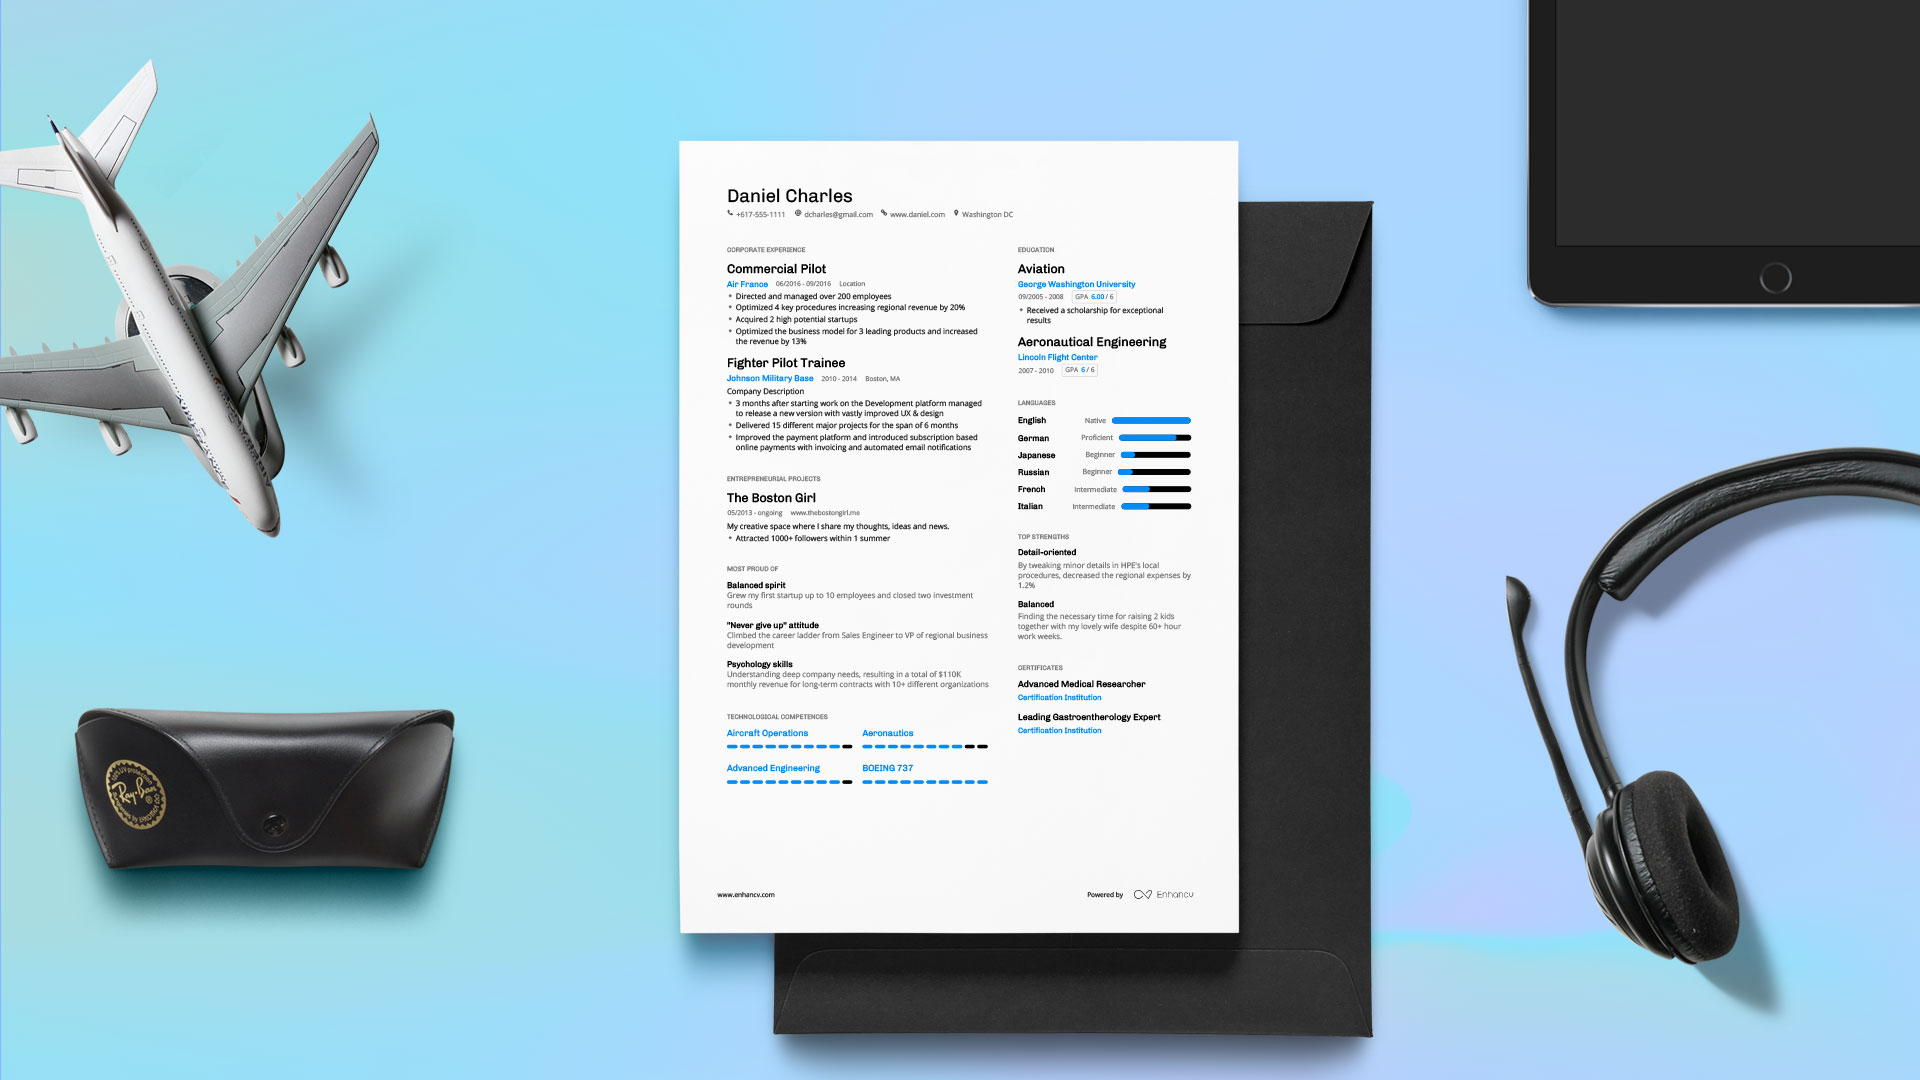 Daniel Charles
+617-555-1111 dcharles@gmail.com www.daniel.com Washington DC
CORPORATE EXPERIENCE
Commercial Pilot
Air France 06/2016 - 09/2016 Location
• Directed and managed over 200 employees
• Optimized 4 key procedures increasing regional revenue by 20%
• Acquired 2 high potential startups
• Optimized the business model for 3 leading products and increased
the revenue by 13%
Fighter Pilot Trainee
Johnson Military Base 2010 - 2014 Boston, MA
Company Description
• 3 months after starting work on the Development platform managed
to release a new version with vastly improved UX & design
• Delivered 15 different major projects for the span of 6 months
• Improved the payment platform and introduced subscription based
online payments with invoicing and automated email notifications
ENTREPRENEURIAL PROJECTS
The Boston Girl
05/2013 - ongoing www.thebostongirl.me
My creative space where I share my thoughts, ideas and news.
• Attracted 1000+ followers within 1 summer
MOST PROUD OF
Balanced spirit
Grew my first startup up to 10 employees and closed two investment
rounds
"Never give up" attitude
Climbed the career ladder from Sales Engineer to VP of regional business
development
Psychology skills
Understanding deep company needs, resulting in a total of $110K
monthly revenue for long-term contracts with 10+ different organizations
TECHNOLOGICAL COMPETENCES
Aircraft Operations Aeronautics
Advanced Engineering BOEING 737
EDUCATION
Aviation
George Washington University
09/2005 - 2008 GPA 6.00 / 6
• Received a scholarship for exceptional
results
Aeronautical Engineering
Lincoln Flight Center
2007 - 2010 GPA 6 / 6
LANGUAGES
English Native
German Proficient
Japanese Beginner
Russian Beginner
French Intermediate
Italian Intermediate
TOP STRENGTHS
Detail-oriented
By tweaking minor details in HPE's local
procedures, decreased the regional expenses by
1.2%
Balanced
Finding the necessary time for raising 2 kids
together with my lovely wife despite 60+ hour
work weeks.
CERTIFICATES
Advanced Medical Researcher
Certification Institution
Leading Gastroentherology Expert
Certification Institution
www.enhancv.com
Powered by Enhancv
100% UV protection
Ray-Ban
®